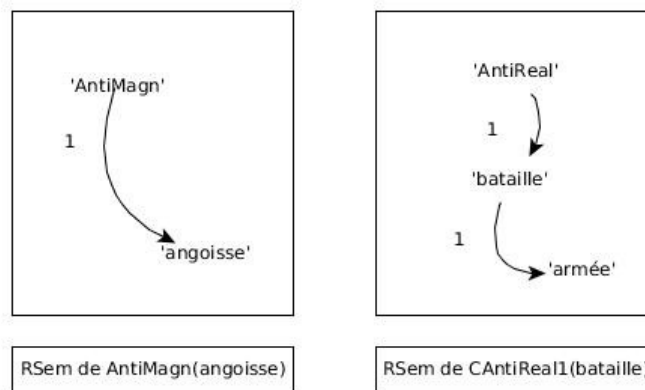 'AntiMagn'
1
'angoisse'
RSem de AntiMagn(angoisse)
'AntiReal'
1
'bataille'
1
'armée'
RSem de CAntiReal1(bataille)